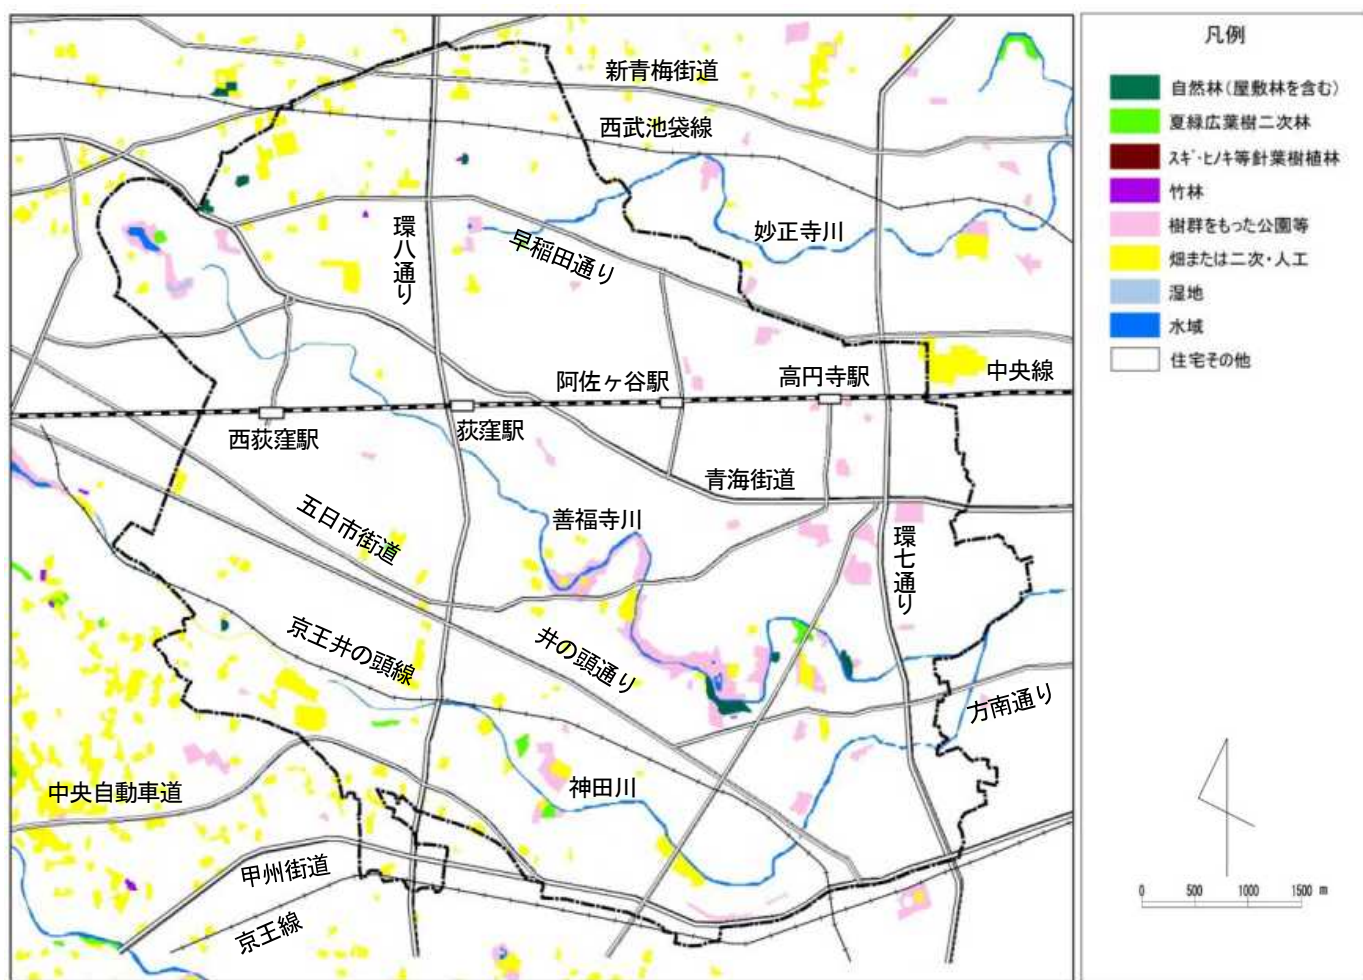 凡例
自然林(屋敷林を含む)
夏緑広葉樹二次林
スギ・ヒノキ等針葉樹植林
竹林
樹群をもった公園等
畑または二次・人工
湿地
水域
住宅その他
新青梅街道
西武池袋線
環八通り
早稲田通り
妙正寺川
阿佐ヶ谷駅
高円寺駅
中央線
西荻窪駅
荻窪駅
青海街道
五日市街道
善福寺川
環七通り
京王井の頭線
井の頭通り
方南通り
中央自動車道
神田川
甲州街道
京王線
0 500 1000 1500 m